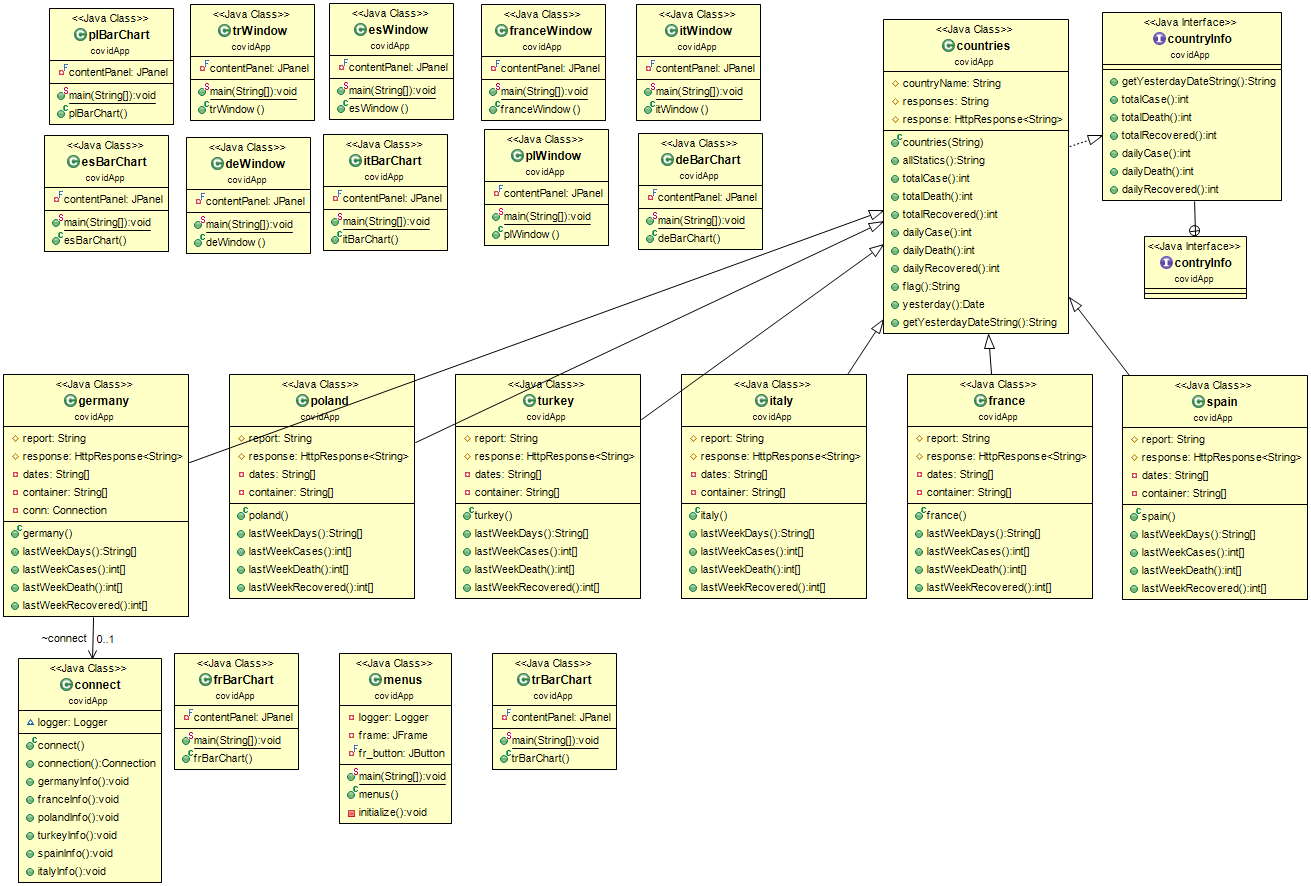 <<Java Class>>
plBarChart
covidApp
contentPanel: JPanel
main(String[]):void
plBarChart()
<<Java Class>>
trWindow
covidApp
contentPanel: JPanel
main(String[]):void
trWindow ()
<<Java Class>>
esWindow
covidApp
contentPanel: JPanel
main(String[]):void
esWindow ()
<<Java Class>>
franceWindow
covidApp
contentPanel: JPanel
main(String[]):void
franceWindow ()
<<Java Class>>
itWindow
covidApp
contentPanel: JPanel
main(String[]):void
itWindow ()
<<Java Class>>
countries
covidApp
countryName: String
responses: String
response: HttpResponse<String>
countries(String)
allStatics():String
totalCase():int
totalDeath():int
totalRecovered():int
dailyCase():int
dailyDeath():int
dailyRecovered():int
flag():String
yesterday():Date
getYesterdayDateString():String
<<Java Interface>>
countryInfo
covidApp
getYesterdayDateString():String
totalCase():int
totalDeath():int
totalRecovered():int
dailyCase():int
dailyDeath():int
dailyRecovered():int
<<Java Interface>>
contryInfo
covidApp
<<Java Class>>
esBarChart
covidApp
contentPanel: JPanel
main(String[]):void
esBarChart()
<<Java Class>>
deWindow
covidApp
contentPanel: JPanel
main(String[]):void
deWindow ()
<<Java Class>>
itBarChart
covidApp
contentPanel: JPanel
main(String[]):void
itBarChart()
<<Java Class>>
plWindow
covidApp
contentPanel: JPanel
main(String[]):void
plWindow ()
<<Java Class>>
deBarChart
covidApp
contentPanel: JPanel
main(String[]):void
deBarChart()
<<Java Class>>
germany
covidApp
report: String
response: HttpResponse<String>
dates: String[]
container: String[]
conn: Connection
germany()
lastWeekDays():String[]
lastWeekCases():int[]
lastWeekDeath():int[]
lastWeekRecovered():int[]
<<Java Class>>
poland
covidApp
report: String
response: HttpResponse<String>
dates: String[]
container: String[]
poland()
lastWeekDays():String[]
lastWeekCases():int[]
lastWeekDeath():int[]
lastWeekRecovered():int[]
<<Java Class>>
turkey
covidApp
report: String
response: HttpResponse<String>
dates: String[]
container: String[]
turkey()
lastWeekDays():String[]
lastWeekCases():int[]
lastWeekDeath():int[]
lastWeekRecovered():int[]
<<Java Class>>
italy
covidApp
report: String
response: HttpResponse<String>
dates: String[]
container: String[]
italy()
lastWeekDays():String[]
lastWeekCases():int[]
lastWeekDeath():int[]
lastWeekRecovered():int[]
<<Java Class>>
france
covidApp
report: String
response: HttpResponse<String>
dates: String[]
container: String[]
france()
lastWeekDays():String[]
lastWeekCases():int[]
lastWeekDeath():int[]
lastWeekRecovered():int[]
<<Java Class>>
spain
covidApp
report: String
response: HttpResponse<String>
dates: String[]
container: String[]
spain()
lastWeekDays():String[]
lastWeekCases():int[]
lastWeekDeath():int[]
lastWeekRecovered():int[]
~connect 0..1
<<Java Class>>
connect
covidApp
logger: Logger
connect()
connection():Connection
germanyInfo():void
franceInfo():void
polandInfo():void
turkeyInfo():void
spainInfo():void
italyInfo():void
<<Java Class>>
frBarChart
covidApp
contentPanel: JPanel
main(String[]):void
frBarChart()
<<Java Class>>
menus
covidApp
logger: Logger
frame: JFrame
fr_button: JButton
main(String[]):void
menus()
initialize():void
<<Java Class>>
trBarChart
covidApp
contentPanel: JPanel
main(String[]):void
trBarChart()